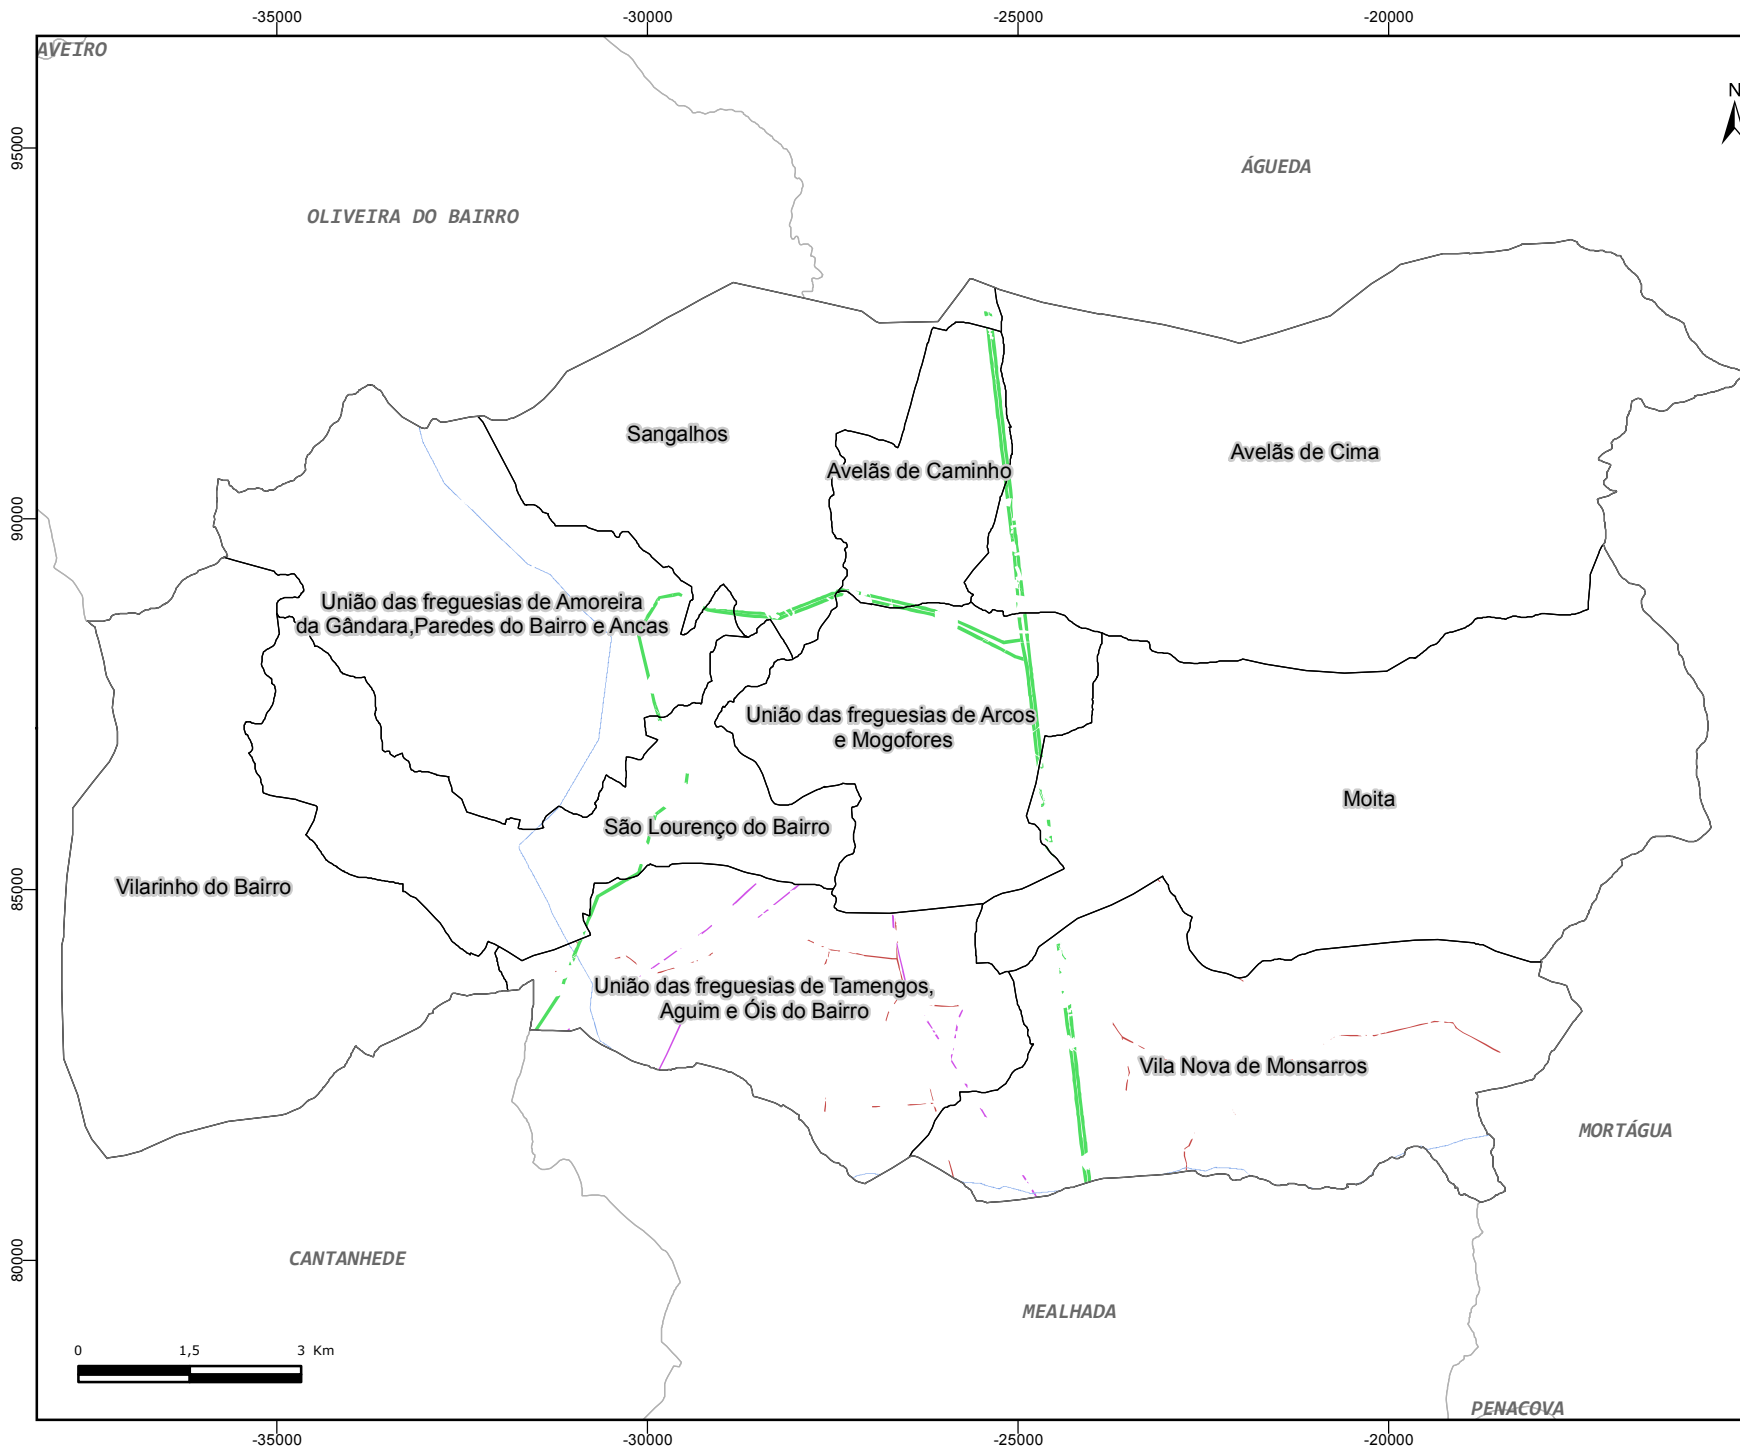 -35000
-30000
-25000
-20000
AVEIRO
N
95000
ÁGUEDA
OLIVEIRA DO BAIRRO
Sangalhos
Avelãs de Cima
Avelãs de Caminho
90000
União das freguesias de Amoreira
da Gândara,Paredes do Bairro e Ancas
União das freguesias de Arcos
e Mogofores
Moita
São Lourenço do Bairro
85000
Vilarinho do Bairro
União das freguesias de Tamengos,
Aguim e Óis do Bairro
Vila Nova de Monsarros
MORTÁGUA
80000
CANTANHEDE
MEALHADA
0 1,5 3 Km
PENACOVA
-35000
-30000
-25000
-20000